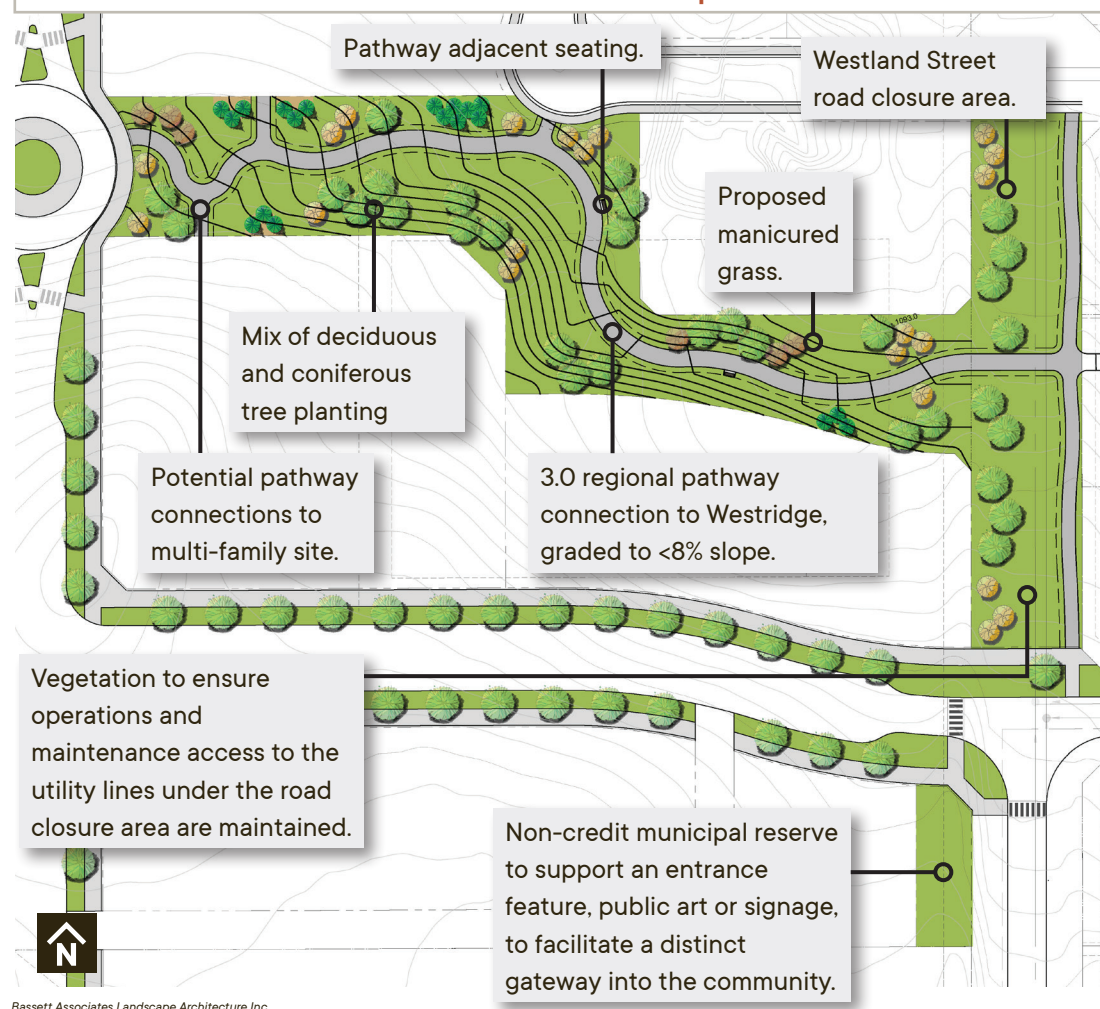 Pathway adjacent seating.
Westland Street
road closure area.
Proposed
manicured
grass.
1093.0
Mix of deciduous
and coniferous
tree planting
Potential pathway
connections to
multi-family site.
3.0 regional pathway
connection to Westridge,
graded to <8% slope.
Vegetation to ensure
operations and
maintenance access to the
utility lines under the road
closure area are maintained.
Non-credit municipal reserve
to support an entrance
feature, public art or signage,
to facilitate a distinct
gateway into the community.
N
Bassett Associates Landscape Architecture Inc.